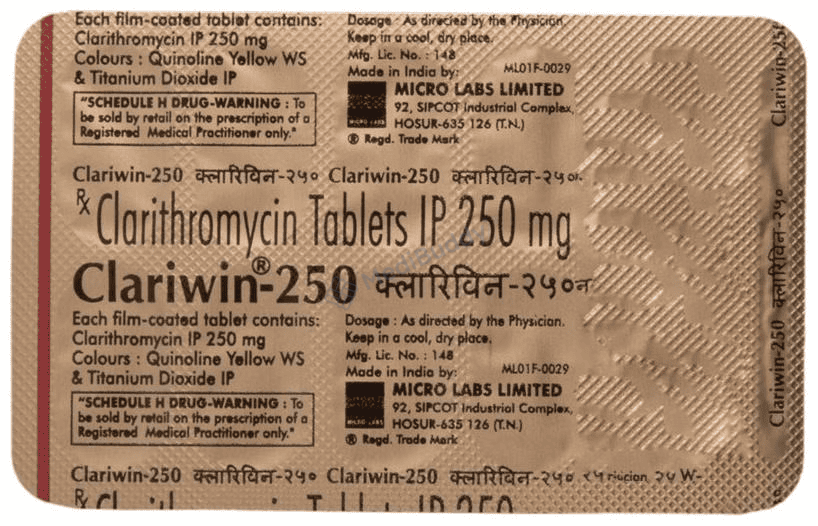 Each film-coated tablet contains:
Clarithromycin IP 250 mg
Colours : Quinoline Yellow WS
& Titanium Dioxide IP
"SCHEDULE H DRUG-WARNING : To
be sold by retail on the prescription of a
Registered Medical Practitioner only."
Dosage : As directed by the Physician.
Keep in a cool, dry place.
Mfg. Lic. No. : 148
Made in India by: ML01F-0029
MICRO LABS LIMITED
MICRO LABS
92, SIPCOT Industrial Complex,
HOSUR-635 126 (T.N.)
® Regd. Trade Mark
Clariwin-250 क्लारिविन-२५० Clariwin-250 क्लारिविन-२५०
Rx Clarithromycin Tablets IP 250 mg
Clariwin®-250 क्लारिविन-२५०
Each film-coated tablet contains:
Clarithromycin IP 250 mg
Colours : Quinoline Yellow WS
& Titanium Dioxide IP
"SCHEDULE H DRUG-WARNING : To
be sold by retail on the prescription of a
Registered Medical Practitioner only."
Dosage : As directed by the Physician.
Keep in a cool, dry place.
Mfg. Lic. No. : 148
Made in India by: ML01F-0029
MICRO LABS LIMITED
MICRO LABS
92, SIPCOT Industrial Complex,
HOSUR-635 126 (T.N.)
® Regd. Trade Mark
Clariwin-250 क्लारिविन-२५० Clariwin-250 क्लारिविन-२५०
Clariwin-250 क्लारिविन-२५० Clariwin-25